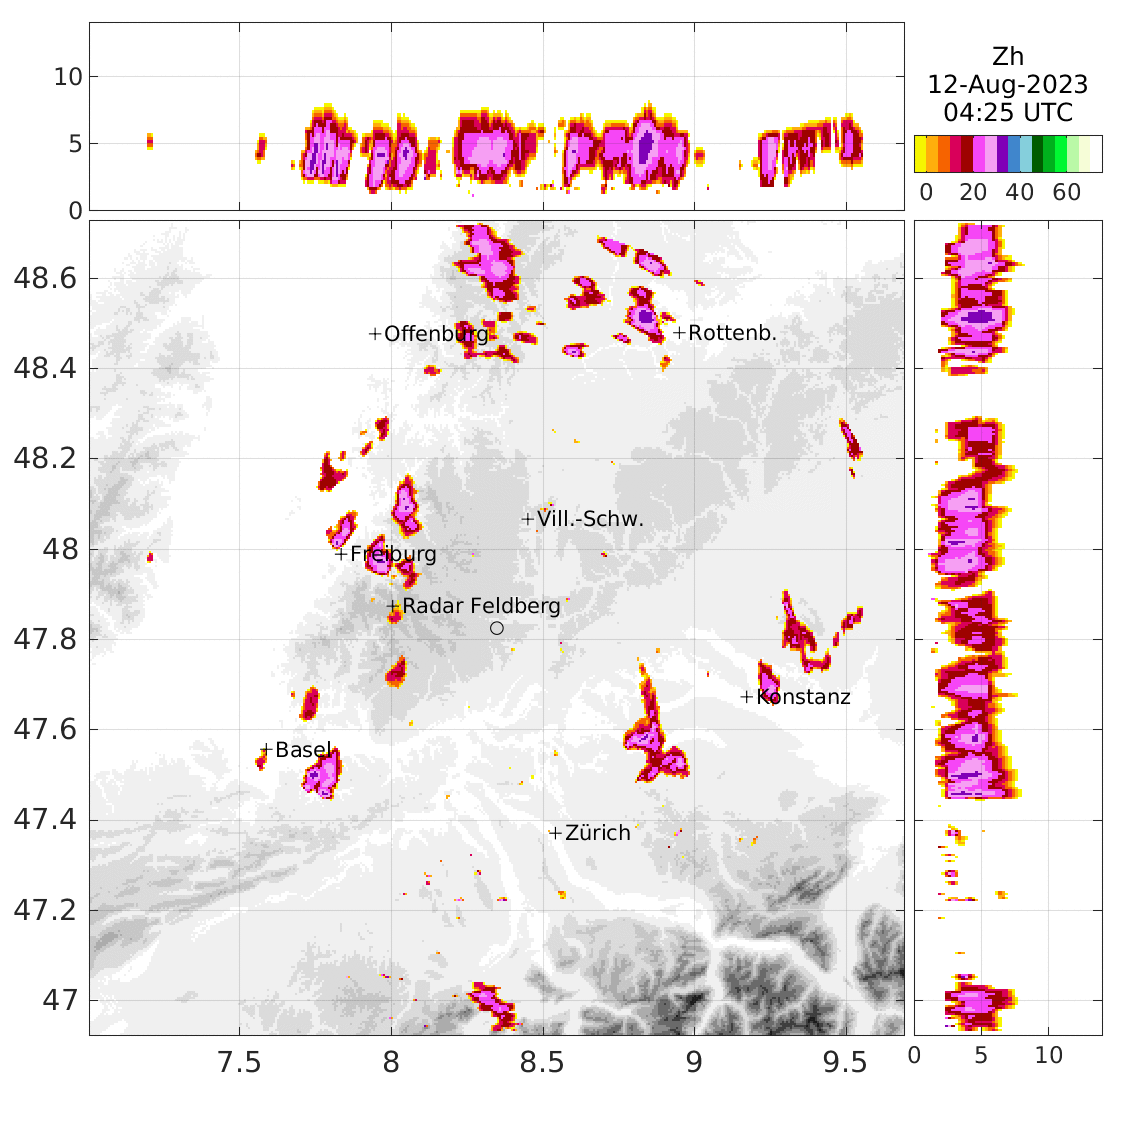 Zh
12-Aug-2023
04:25 UTC
0 20 40 60
10
5
0
48.6
48.4
48.2
48
47.8
47.6
47.4
47.2
47
+Offenburg
+Rottenb.
+Vill.-Schw.
+Freiburg
+Radar Feldberg
+Konstanz
+Basel
+Zürich
7.5 8 8.5 9 9.5
0 5 10